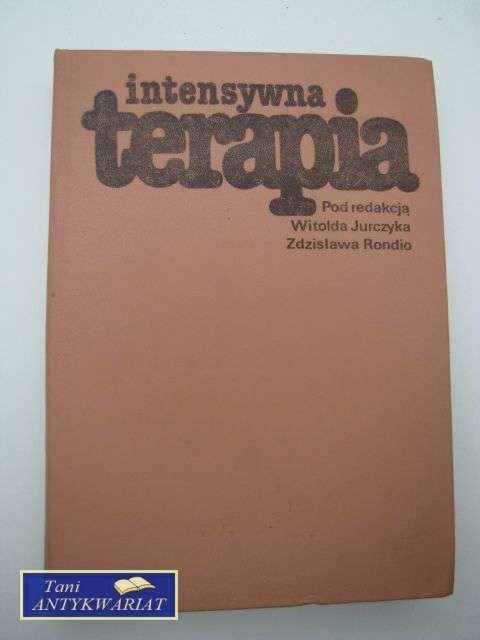 intensywna
terapia
Pod redakcją
Witolda Jurczyka
Zdzisława Rondio
Tani
ANTYKWARIAT